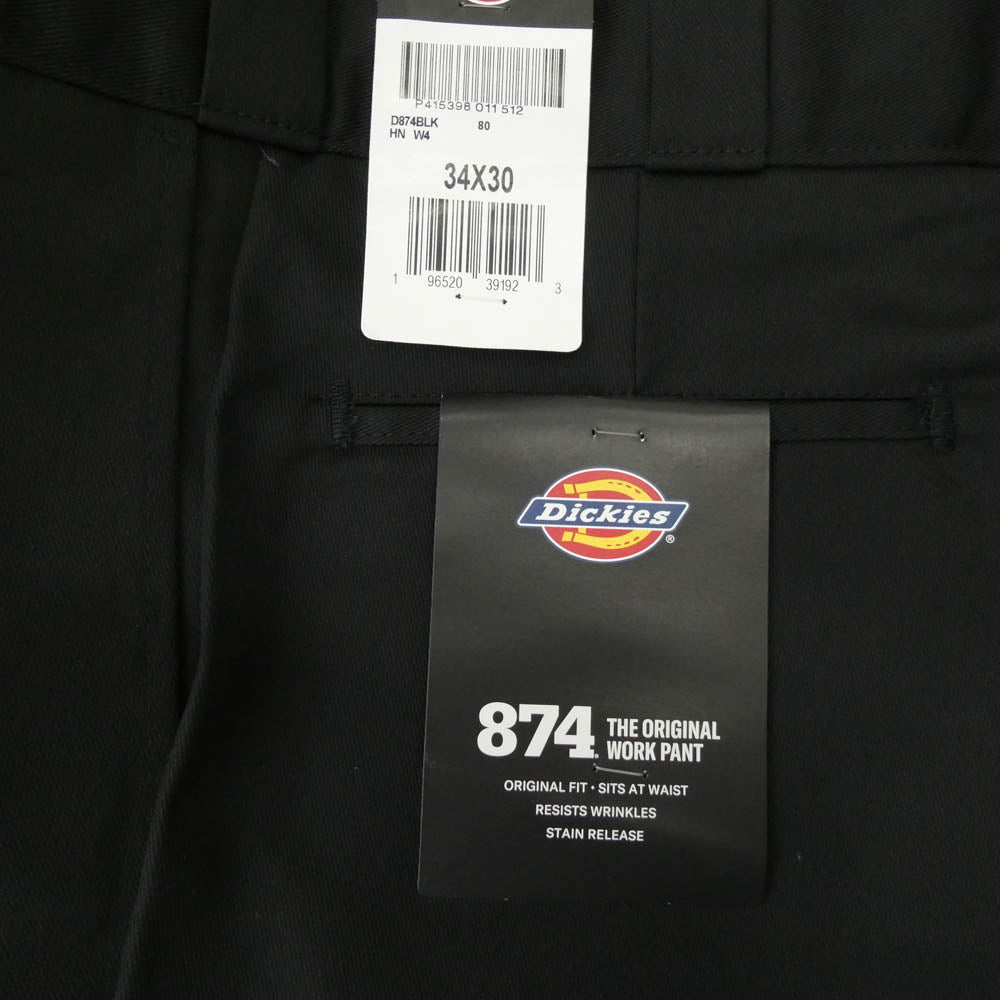 P415398 011 512
D874BLK 80
HN W4
34X30
1 96520 39192 3
Dickies®
874. THE ORIGINAL
WORK PANT
ORIGINAL FIT • SITS AT WAIST
RESISTS WRINKLES
STAIN RELEASE